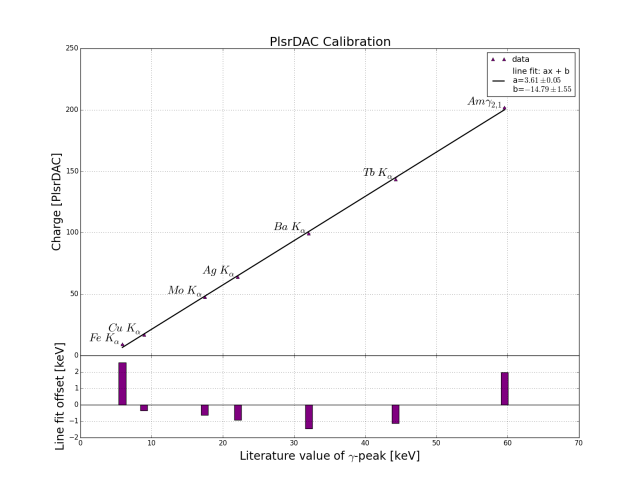 PlsrDAC Calibration
250
200
150
100
50
0
Charge [PlsrDAC]
data
line fit: ax + b
a=3.61±0.05
b=−14.79±1.55
Amγ2,1
Tb Kα
Ba Kα
Ag Kα
Mo Kα
Cu Kα
Fe Kα
Line fit offset [keV]
2
1
0
−1
−2
0 10 20 30 40 50 60 70
Literature value of γ-peak [keV]